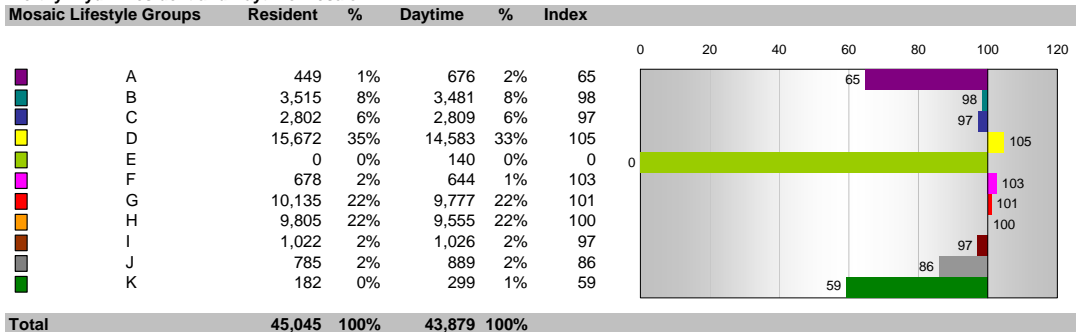 Mosaic Lifestyle Groups Resident % Daytime % Index
0 20 40 60 80 100 120
A 449 1% 676 2% 65 65
B 3,515 8% 3,481 8% 98 98
C 2,802 6% 2,809 6% 97 97
D 15,672 35% 14,583 33% 105 105
E 0 0% 140 0% 0 0
F 678 2% 644 1% 103 103
G 10,135 22% 9,777 22% 101 101
H 9,805 22% 9,555 22% 100 100
I 1,022 2% 1,026 2% 97 97
J 785 2% 889 2% 86 86
K 182 0% 299 1% 59 59
Total 45,045 100% 43,879 100%